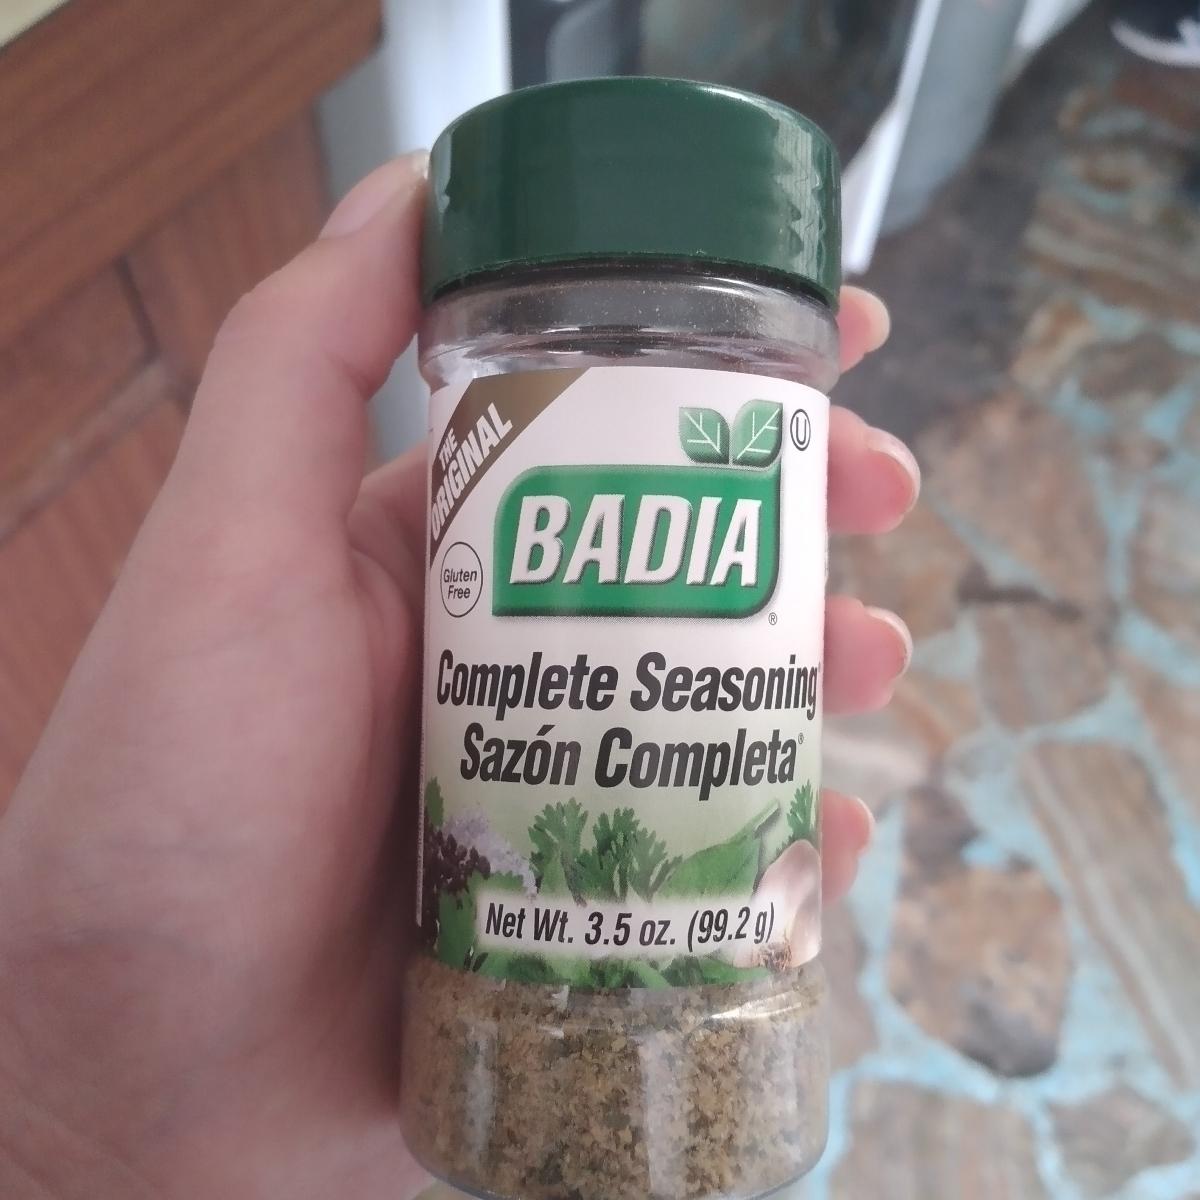 THE
ORIGINAL
U
BADIA
®
Gluten
Free
Complete Seasoning®
Sazón Completa®
Net Wt. 3.5 oz. (99.2 g)